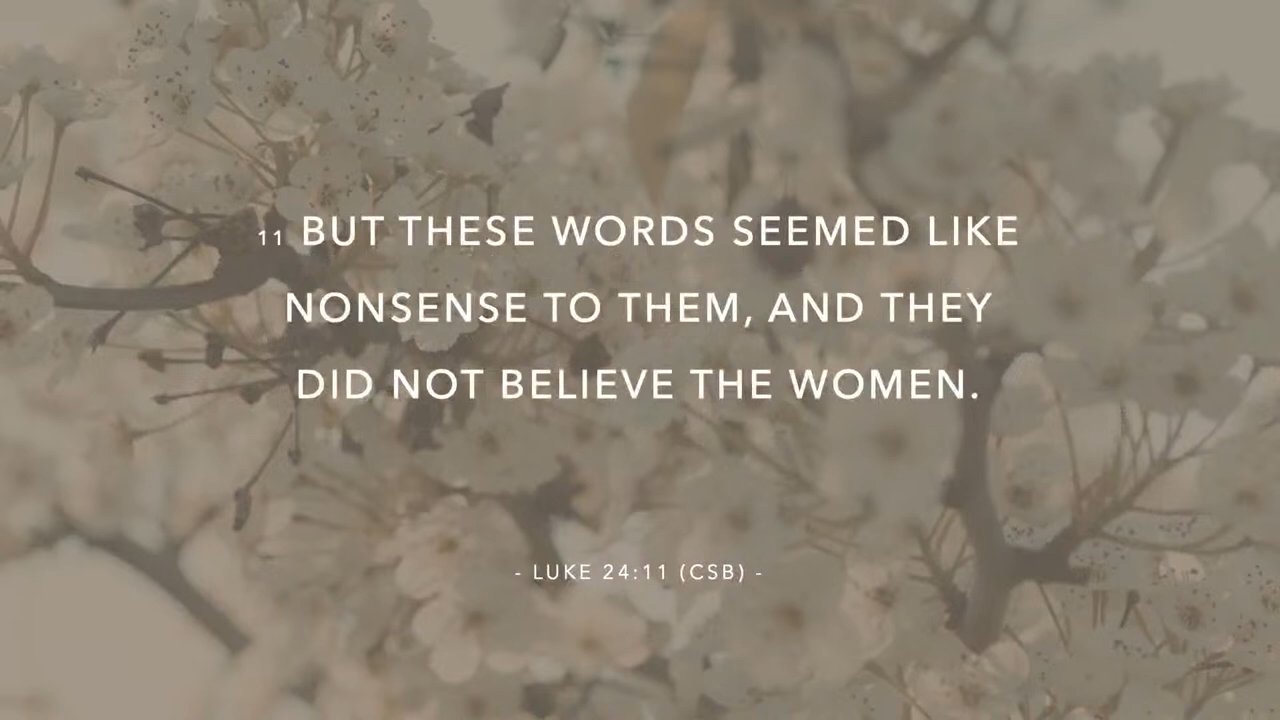 11 BUT THESE WORDS SEEMED LIKE
NONSENSE TO THEM, AND THEY
DID NOT BELIEVE THE WOMEN.
- LUKE 24:11 (CSB) -